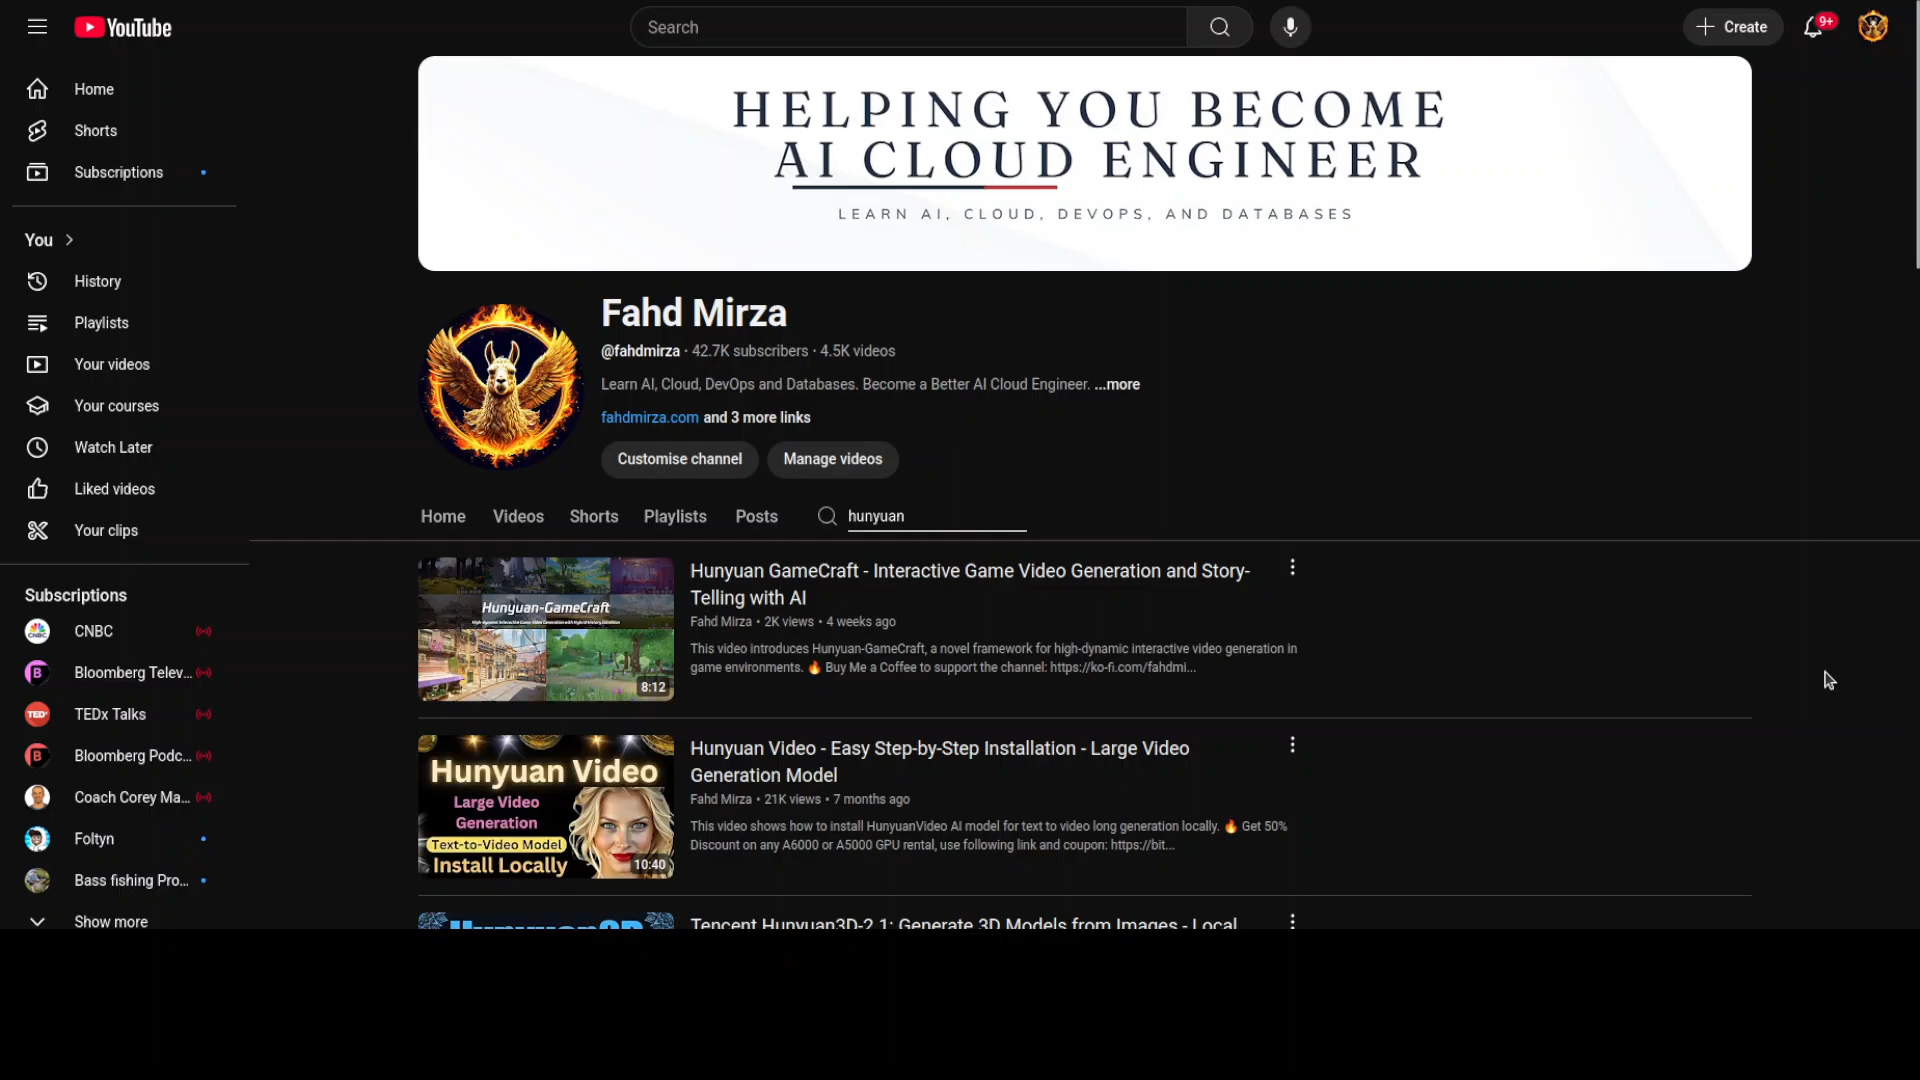 YouTube
Search
Create
9+
Home
Shorts
Subscriptions
You
History
Playlists
Your videos
Your courses
Watch Later
Liked videos
Your clips
Subscriptions
CNBC
Bloomberg Telev...
TEDx Talks
Bloomberg Podc...
Coach Corey Ma...
Foltyn
Bass fishing Pro...
Show more
HELPING YOU BECOME
AI CLOUD ENGINEER
LEARN AI, CLOUD, DEVOPS, AND DATABASES
Fahd Mirza
@fahdmirza · 42.7K subscribers · 4.5K videos
Learn AI, Cloud, DevOps and Databases. Become a Better AI Cloud Engineer. ...more
fahdmirza.com and 3 more links
Customise channel
Manage videos
Home Videos Shorts Playlists Posts hunyuan
Hunyuan-GameCraft
8:12
Hunyuan GameCraft - Interactive Game Video Generation and Story-
Telling with AI
Fahd Mirza • 2K views • 4 weeks ago
This video introduces Hunyuan-GameCraft, a novel framework for high-dynamic interactive video generation in
game environments. 🔥 Buy Me a Coffee to support the channel: https://ko-fi.com/fahdmi...
Hunyuan Video
Large Video
Generation
Text-to-Video Model
Install Locally
10:40
Hunyuan Video - Easy Step-by-Step Installation - Large Video
Generation Model
Fahd Mirza • 21K views • 7 months ago
This video shows how to install HunyuanVideo AI model for text to video long generation locally. 🔥 Get 50%
Discount on any A6000 or A5000 GPU rental, use following link and coupon: https://bit...
Tencent Hunyuan3D-2.1: Generate 3D Models from Images - Local